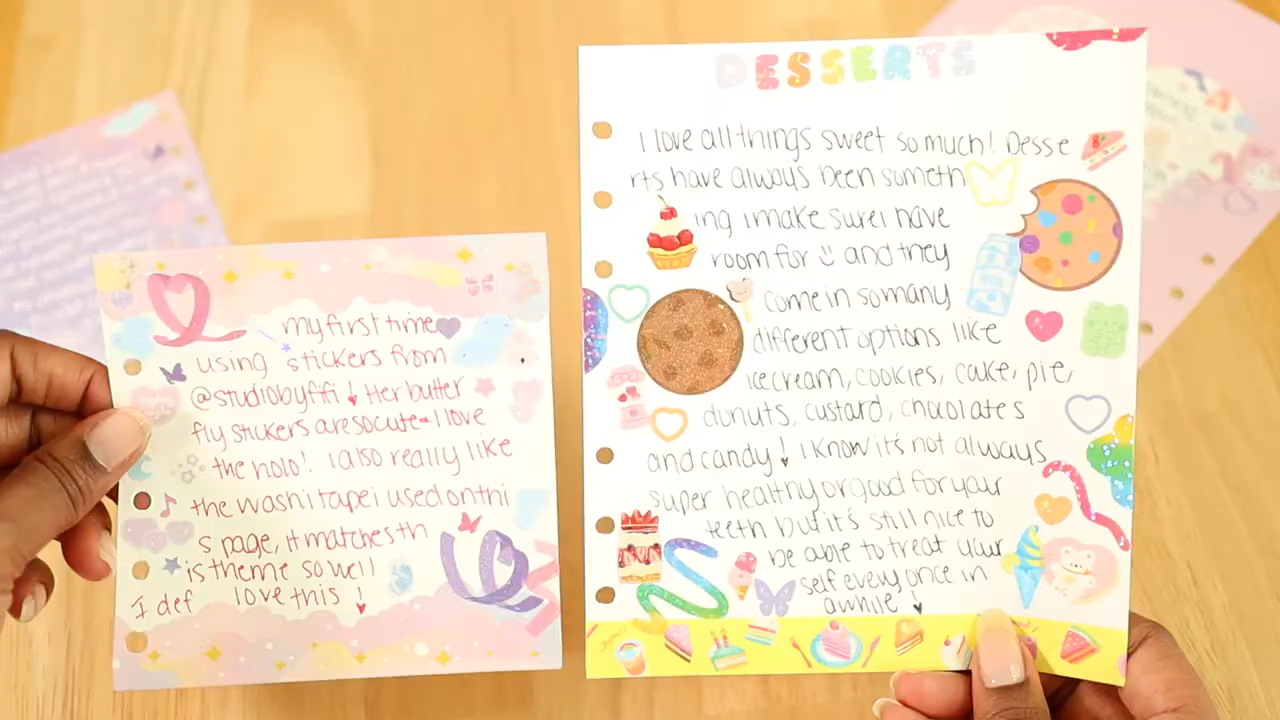 my first time
using stickers from
@studiobyffi! Her butter
fly stickers are so cute I love
the holo! I also really like
the washi tape i used on thi
s page, it matches th
is theme so well
I def love this!
DESSERTS
I love all things sweet so much! Desse
rts have always been someth
ing i make sure i have
room for and they
come in so many
different options like
icecream, cookies, cake, pie,
donuts, custard, chocolates
and candy! I know it's not always
super healthy or good for your
teeth but it's still nice to
be able to treat your
self every once in
awhile!